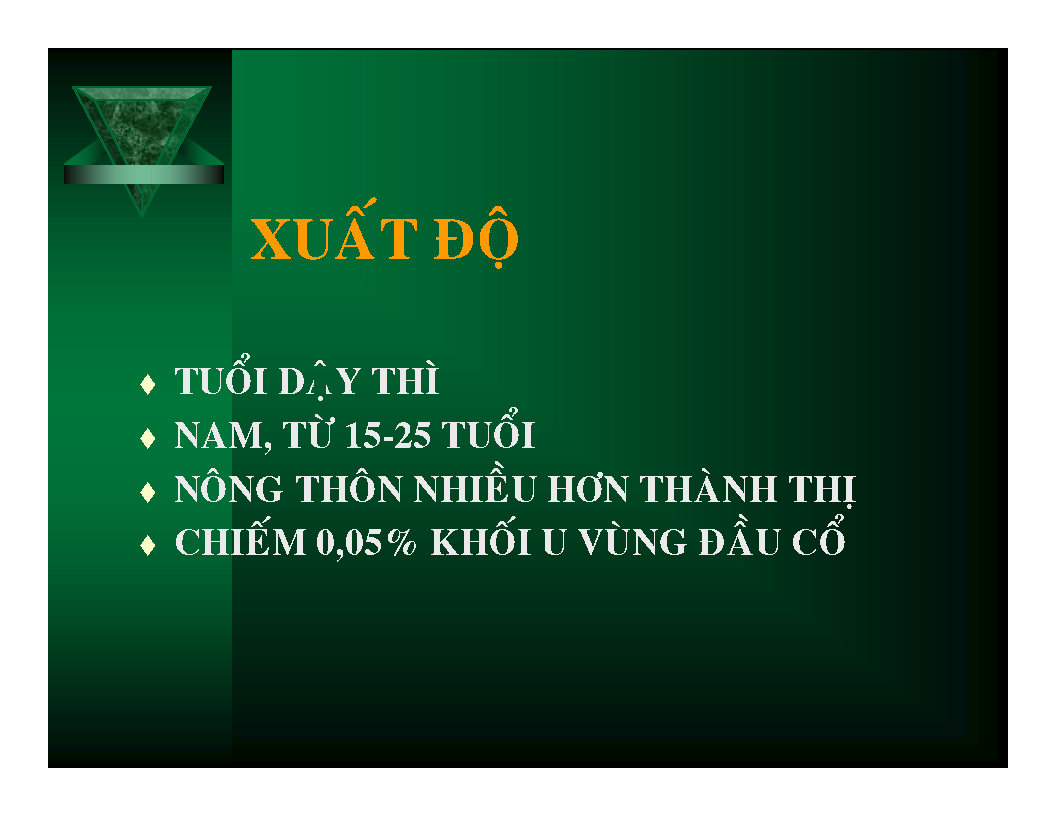 XUẤT ĐỘ
TUỔI DẬY THÌ
NAM, TỪ 15-25 TUỔI
NÔNG THÔN NHIỀU HƠN THÀNH THỊ
CHIẾM 0,05% KHỐI U VÙNG ĐẦU CỔ